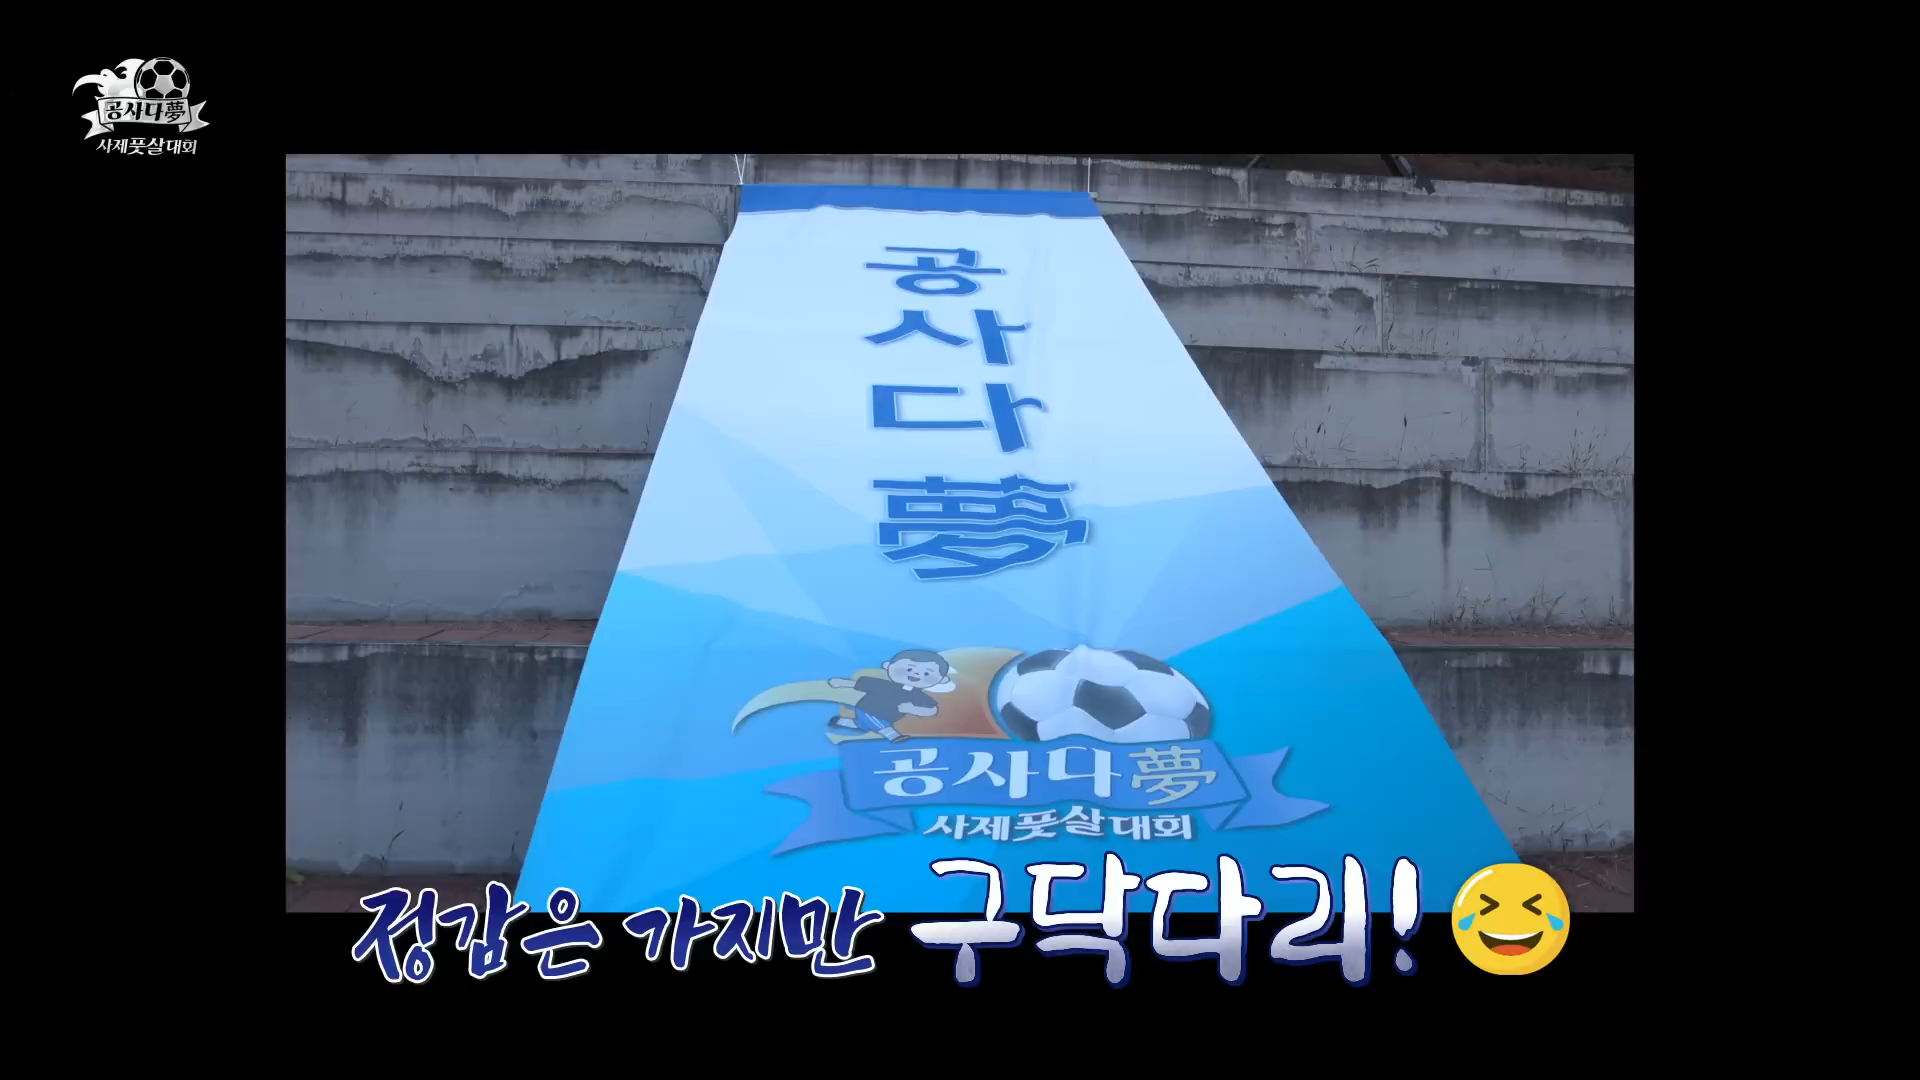 공사다夢
사제풋살대회
공
사
다
夢
공사다夢
사제풋살대회
정감은 가지만 구닥다리!